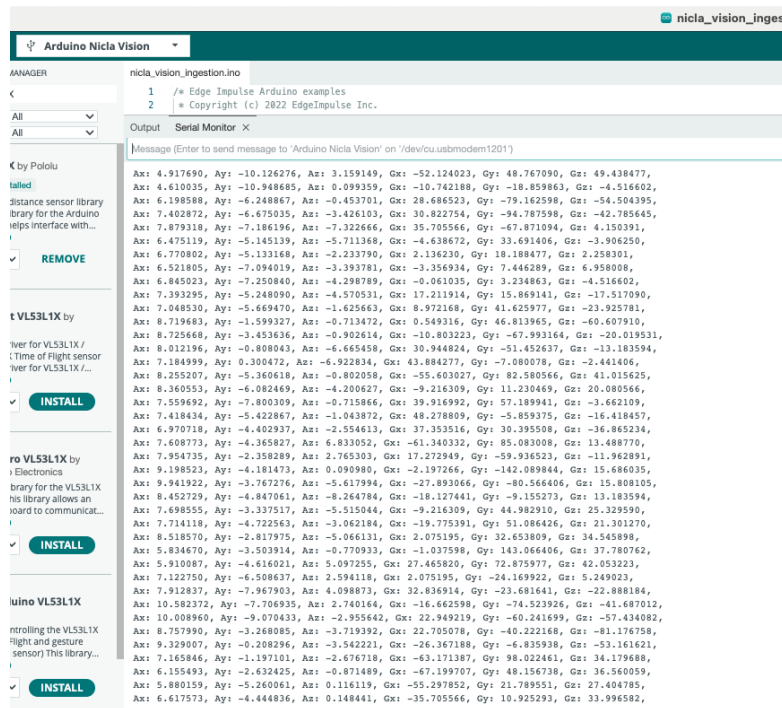 nicla_vision_inges
Arduino Nicla Vision
MANAGER
nicla_vision_ingestion.ino
1 /* Edge Impulse Arduino examples
2 * Copyright (c) 2022 EdgeImpulse Inc.
All
All
Output Serial Monitor
Message (Enter to send message to 'Arduino Nicla Vision' on '/dev/cu.usbmodem1201')
X by Pololu
talled
distance sensor library
library for the Arduino
helps interface with...
REMOVE
t VL53L1X by
river for VL53L1X /
X Time of Flight sensor
river for VL53L1X /...
INSTALL
ro VL53L1X by
o Electronics
brary for the VL53L1X
his library allows an
board to communicat...
INSTALL
duino VL53L1X
ntrolling the VL53L1X
Flight and gesture
sensor) This library...
INSTALL
Ax: 4.917690, Ay: -10.126276, Az: 3.159149, Gx: -52.124023, Gy: 48.767090, Gz: 49.438477,
Ax: 4.610035, Ay: -10.948685, Az: 0.099359, Gx: -10.742188, Gy: -18.859863, Gz: -4.516602,
Ax: 6.198588, Ay: -6.248867, Az: -0.453701, Gx: 28.686523, Gy: -79.162598, Gz: -54.504395,
Ax: 7.402872, Ay: -6.675035, Az: -3.426103, Gx: 30.822754, Gy: -94.787598, Gz: -42.785645,
Ax: 7.879318, Ay: -7.186196, Az: -7.322666, Gx: 35.705566, Gy: -67.871094, Gz: 4.150391,
Ax: 6.475119, Ay: -5.145139, Az: -5.711368, Gx: -4.638672, Gy: 33.691406, Gz: -3.906250,
Ax: 6.770802, Ay: -5.133168, Az: -2.233790, Gx: 2.136230, Gy: 18.188477, Gz: 2.258301,
Ax: 6.521805, Ay: -7.094019, Az: -3.393781, Gx: -3.356934, Gy: 7.446289, Gz: 6.958008,
Ax: 6.845023, Ay: -7.250840, Az: -4.298789, Gx: -0.061035, Gy: 3.234863, Gz: -4.516602,
Ax: 7.393295, Ay: -5.248090, Az: -4.570531, Gx: 17.211914, Gy: 15.869141, Gz: -17.517090,
Ax: 7.048530, Ay: -5.669470, Az: -1.625663, Gx: 8.972168, Gy: 41.625977, Gz: -23.925781,
Ax: 8.719683, Ay: -1.599327, Az: -0.713472, Gx: 0.549316, Gy: 46.813965, Gz: -60.607910,
Ax: 8.725668, Ay: -3.453636, Az: -0.902614, Gx: -10.803223, Gy: -67.993164, Gz: -20.019531,
Ax: 8.012196, Ay: -0.808043, Az: -6.665458, Gx: 30.944824, Gy: -51.452637, Gz: -13.183594,
Ax: 7.184999, Ay: 0.300472, Az: -6.922834, Gx: 43.884277, Gy: -7.080078, Gz: -2.441406,
Ax: 8.255207, Ay: -5.360618, Az: -0.802058, Gx: -55.603027, Gy: 82.580566, Gz: 41.015625,
Ax: 8.360553, Ay: -6.082469, Az: -4.200627, Gx: -9.216309, Gy: 11.230469, Gz: 20.080566,
Ax: 7.559692, Ay: -7.800309, Az: -0.715866, Gx: 39.916992, Gy: 57.189941, Gz: -3.662109,
Ax: 7.418434, Ay: -5.422867, Az: -1.043872, Gx: 48.278809, Gy: -5.859375, Gz: -16.418457,
Ax: 6.970718, Ay: -4.402937, Az: -2.554613, Gx: 37.353516, Gy: 30.395508, Gz: -36.865234,
Ax: 7.608773, Ay: -4.365827, Az: 6.833052, Gx: -61.340332, Gy: 85.083008, Gz: 13.488770,
Ax: 7.954735, Ay: -2.358289, Az: 2.765303, Gx: 17.272949, Gy: -59.936523, Gz: -11.962891,
Ax: 9.198523, Ay: -4.181473, Az: 0.090980, Gx: -2.197266, Gy: -142.089844, Gz: 15.686035,
Ax: 9.941922, Ay: -3.767276, Az: -5.617994, Gx: -27.893066, Gy: -80.566406, Gz: 15.808105,
Ax: 8.452729, Ay: -4.847061, Az: -8.264784, Gx: -18.127441, Gy: -9.155273, Gz: 13.183594,
Ax: 7.698555, Ay: -3.337517, Az: -5.515044, Gx: -9.216309, Gy: 44.982910, Gz: 25.329590,
Ax: 7.714118, Ay: -4.722563, Az: -3.062184, Gx: -19.775391, Gy: 51.086426, Gz: 21.301270,
Ax: 8.518570, Ay: -2.817975, Az: -5.066131, Gx: 2.075195, Gy: 32.653809, Gz: 34.545898,
Ax: 5.834670, Ay: -3.503914, Az: -0.770933, Gx: -1.037598, Gy: 143.066406, Gz: 37.780762,
Ax: 5.910087, Ay: -4.616021, Az: 5.097255, Gx: 27.465820, Gy: 72.875977, Gz: 42.053223,
Ax: 7.122750, Ay: -6.508637, Az: 2.594118, Gx: 2.075195, Gy: -24.169922, Gz: 5.249023,
Ax: 7.912837, Ay: -7.967903, Az: 4.098873, Gx: 32.836914, Gy: -23.681641, Gz: -22.888184,
Ax: 10.582372, Ay: -7.706935, Az: 2.740164, Gx: -16.662598, Gy: -74.523926, Gz: -41.687012,
Ax: 10.008960, Ay: -9.070433, Az: -2.955642, Gx: 22.949219, Gy: -60.241699, Gz: -57.434082,
Ax: 8.757990, Ay: -3.268085, Az: -3.719392, Gx: 22.705078, Gy: -40.222168, Gz: -81.176758,
Ax: 9.329007, Ay: -0.208296, Az: -3.542221, Gx: -26.367188, Gy: -6.835938, Gz: -53.161621,
Ax: 7.165846, Ay: -1.197101, Az: -2.676718, Gx: -63.171387, Gy: 98.022461, Gz: 34.179688,
Ax: 6.155493, Ay: -2.632425, Az: -0.871489, Gx: -67.199707, Gy: 48.156738, Gz: 36.560059,
Ax: 5.880159, Ay: -5.260061, Az: 0.116119, Gx: -55.297852, Gy: 21.789551, Gz: 27.404785,
Ax: 6.617573, Ay: -4.444836, Az: 0.148441, Gx: -35.705566, Gy: 10.925293, Gz: 33.996582,